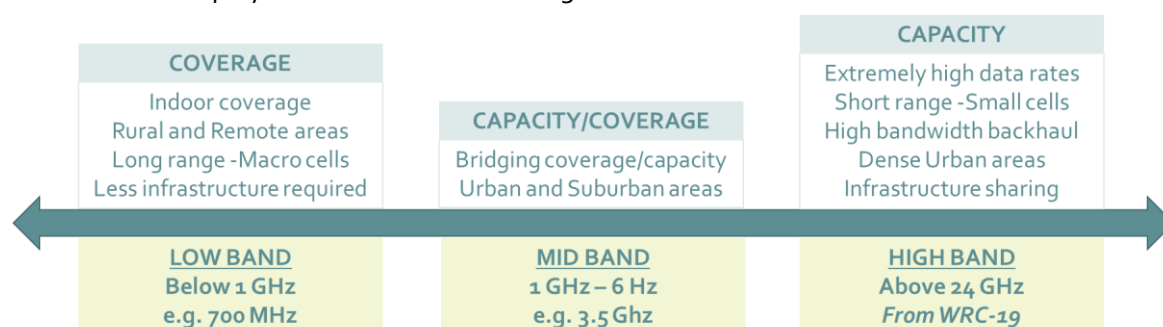 COVERAGE
Indoor coverage
Rural and Remote areas
Long range -Macro cells
Less infrastructure required
CAPACITY/COVERAGE
Bridging coverage/capacity
Urban and Suburban areas
CAPACITY
Extremely high data rates
Short range -Small cells
High bandwidth backhaul
Dense Urban areas
Infrastructure sharing
LOW BAND
Below 1 GHz
e.g. 700 MHz
MID BAND
1 GHz – 6 Hz
e.g. 3.5 Ghz
HIGH BAND
Above 24 GHz
From WRC-19